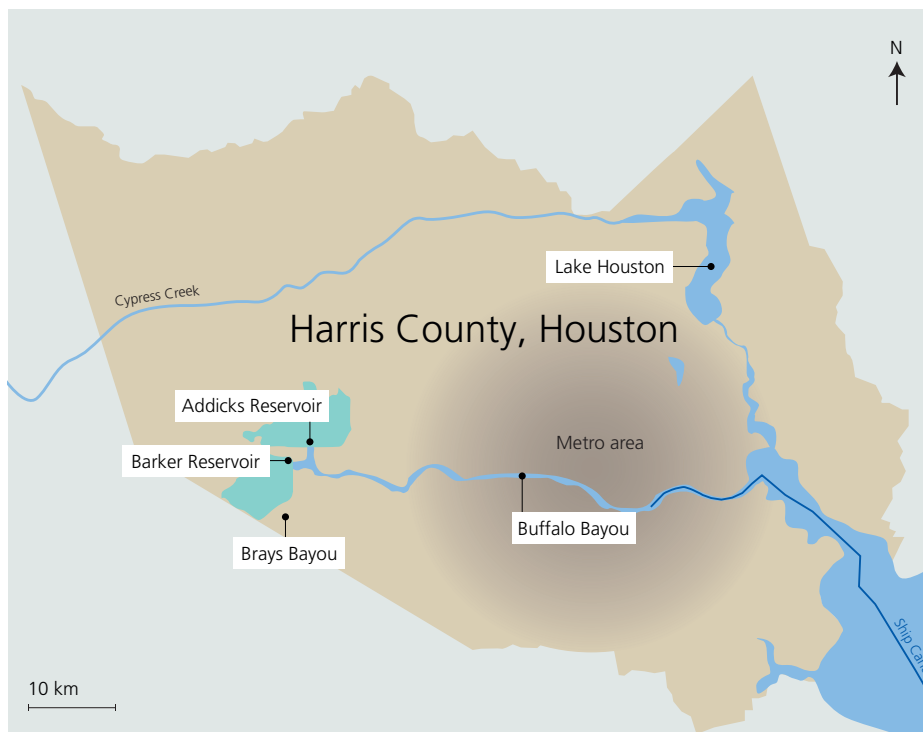 N
Lake Houston
Cypress Creek
Harris County, Houston
Addicks Reservoir
Metro area
Barker Reservoir
Buffalo Bayou
Brays Bayou
Ship
10 km